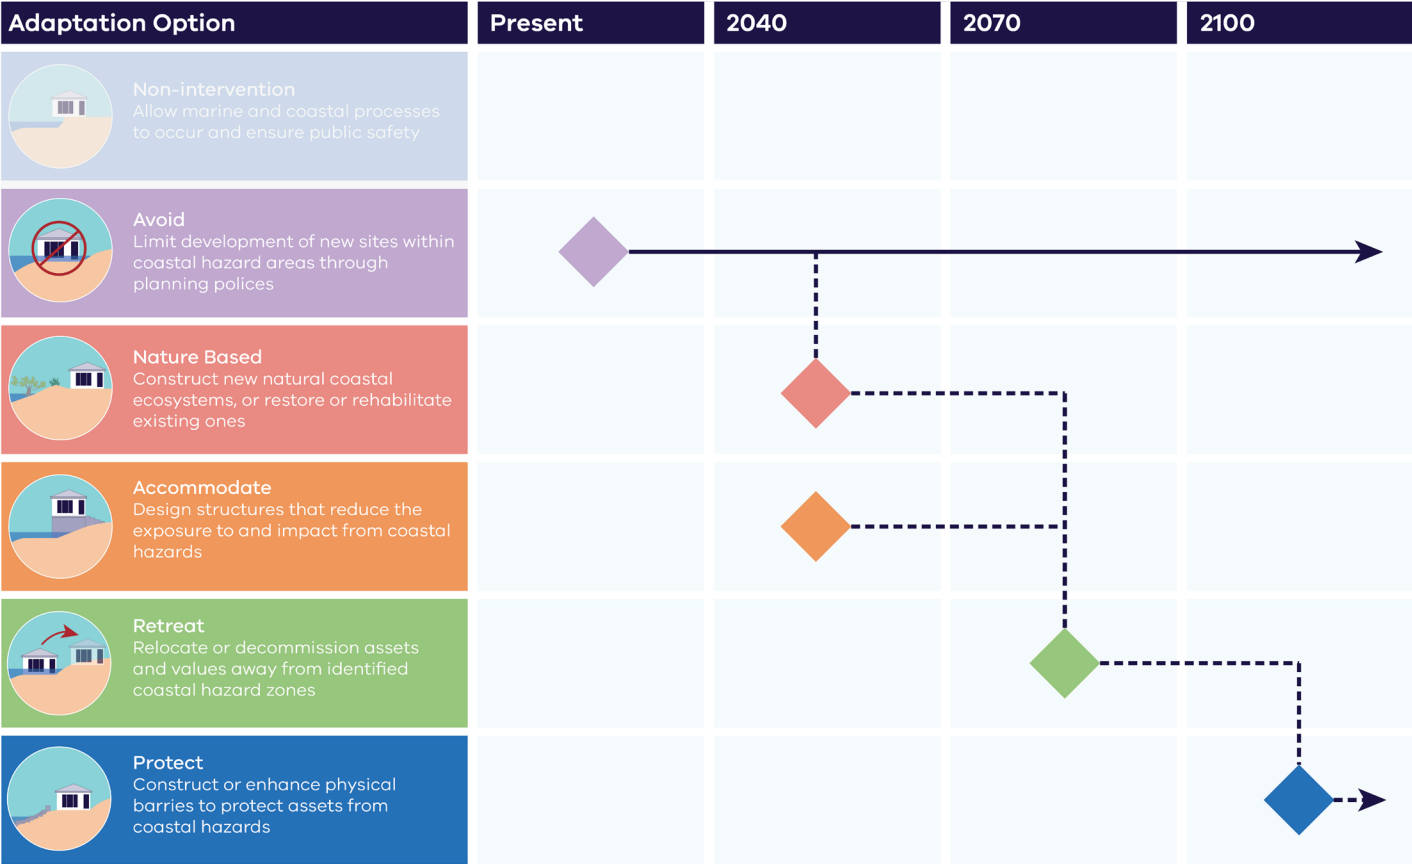 Adaptation Option
Present
2040
2070
2100
Non-intervention
Allow marine and coastal processes
to occur and ensure public safety
Avoid
Limit development of new sites within
coastal hazard areas through
planning polices
Nature Based
Construct new natural coastal
ecosystems, or restore or rehabilitate
existing ones
Accommodate
Design structures that reduce the
exposure to and impact from coastal
hazards
Retreat
Relocate or decommission assets
and values away from identified
coastal hazard zones
Protect
Construct or enhance physical
barries to protect assets from
coastal hazards